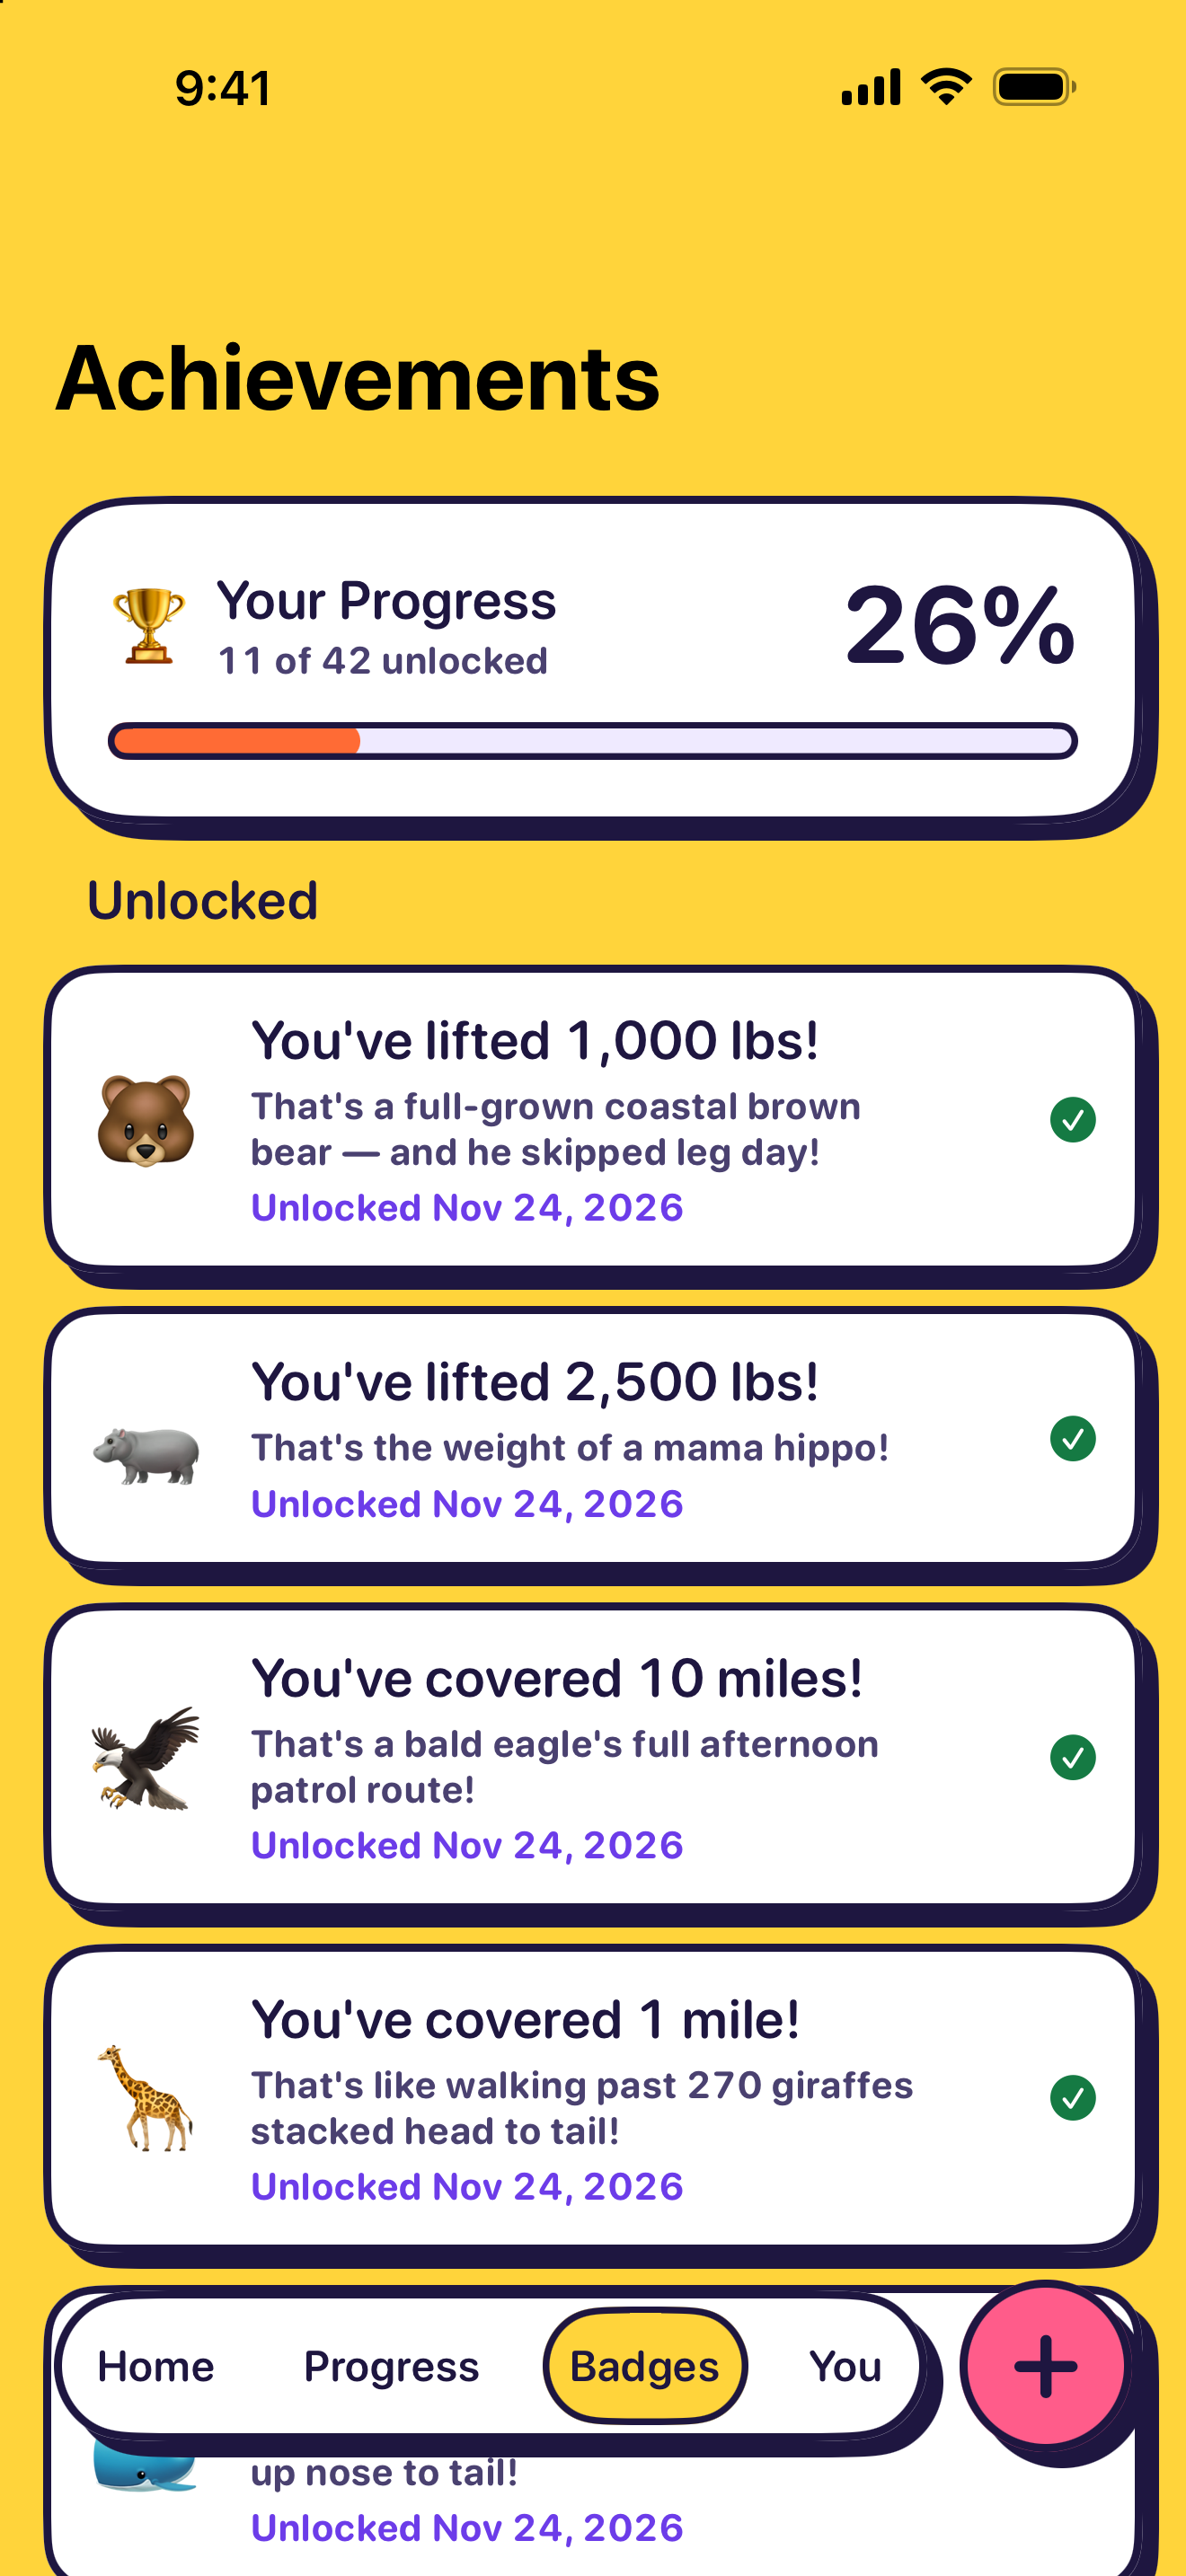 9:41
Achievements
Your Progress
11 of 42 unlocked
26%
Unlocked
You've lifted 1,000 lbs!
That's a full-grown coastal brown
bear — and he skipped leg day!
Unlocked Nov 24, 2026
You've lifted 2,500 lbs!
That's the weight of a mama hippo!
Unlocked Nov 24, 2026
You've covered 10 miles!
That's a bald eagle's full afternoon
patrol route!
Unlocked Nov 24, 2026
You've covered 1 mile!
That's like walking past 270 giraffes
stacked head to tail!
Unlocked Nov 24, 2026
Home Progress Badges You
up nose to tail!
Unlocked Nov 24, 2026